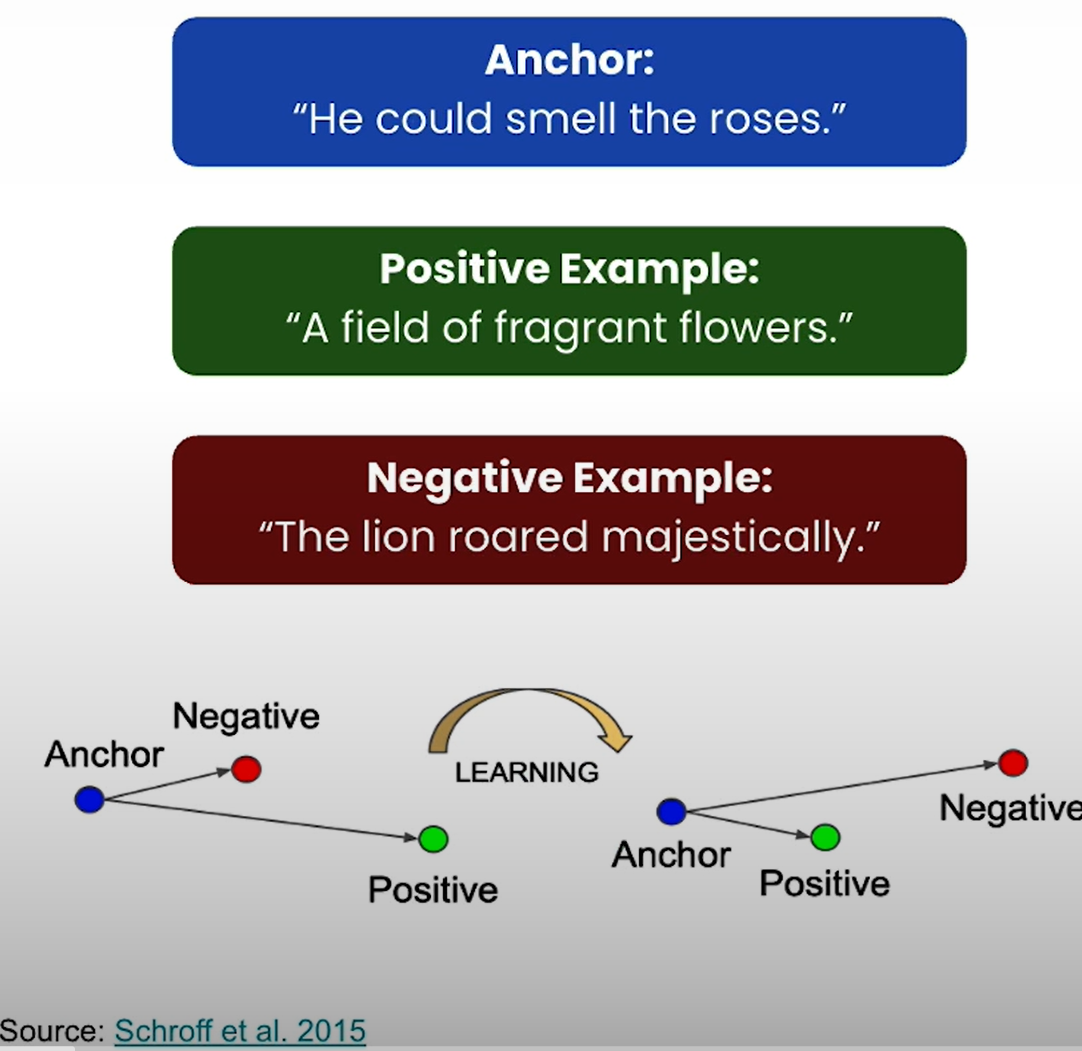 Anchor:
“He could smell the roses.”
Positive Example:
“A field of fragrant flowers.”
Negative Example:
“The lion roared majestically.”
Negative
Anchor
LEARNING
Positive
Negative
Anchor
Positive
Source: Schroff et al. 2015